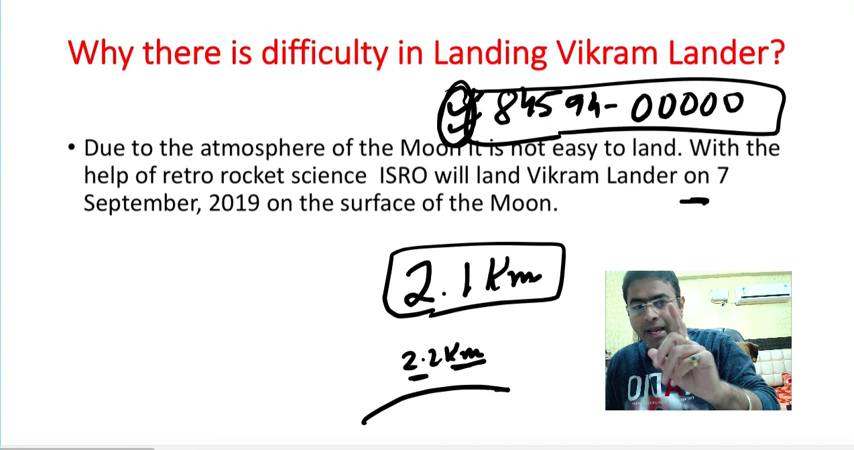 Why there is difficulty in Landing Vikram Lander?
84594-00000
• Due to the atmosphere of the Moon it is not easy to land. With the
help of retro rocket science ISRO will land Vikram Lander on 7
September, 2019 on the surface of the Moon.
2.1 Km
2.2 Km